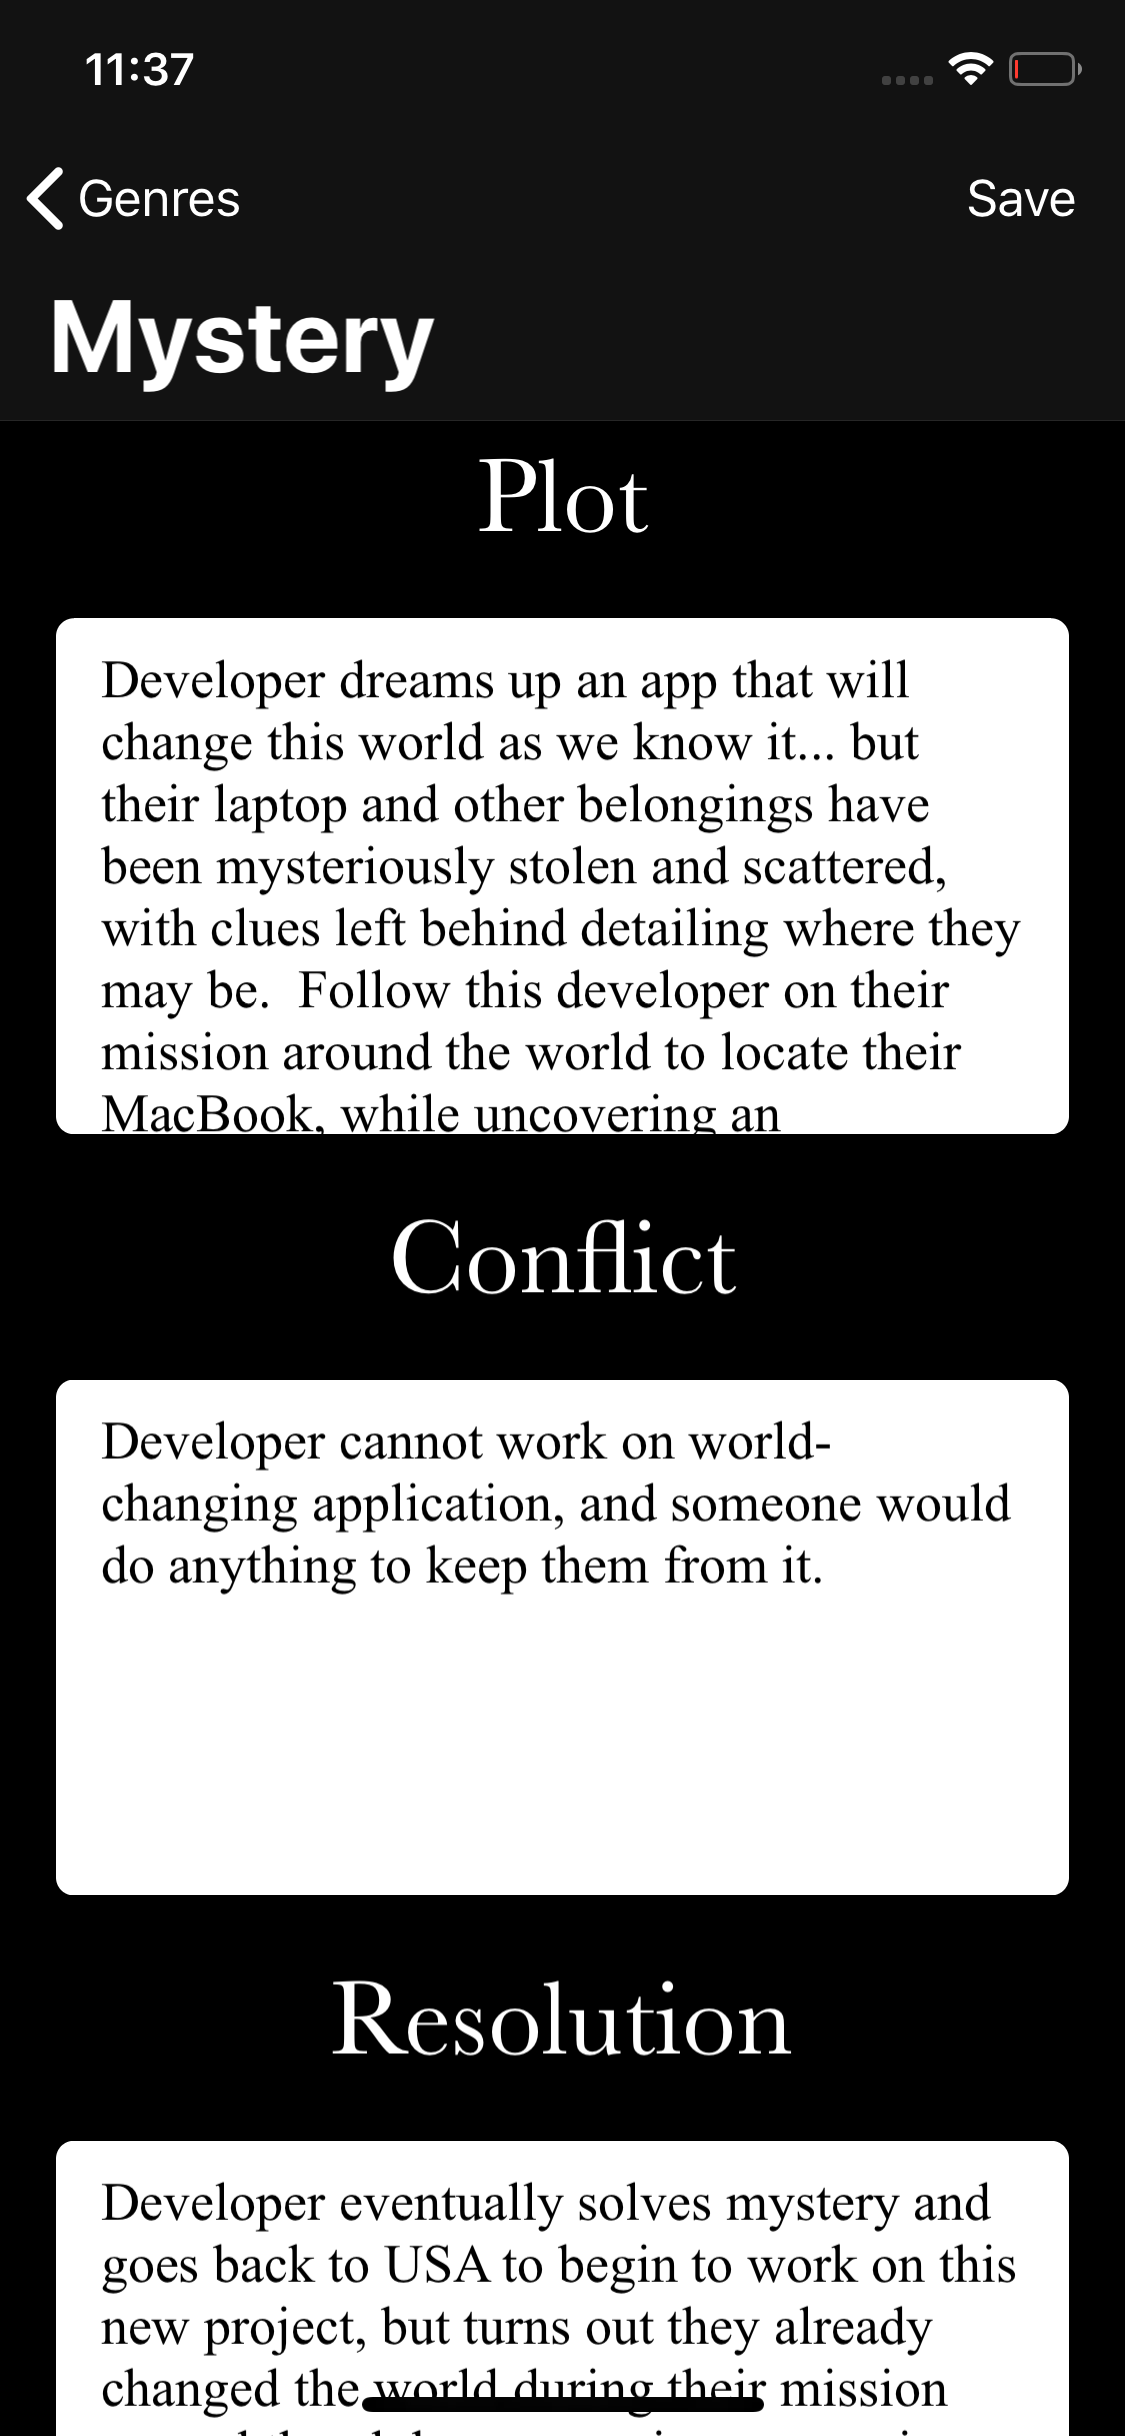 11:37
Genres
Save
Mystery
Plot
Developer dreams up an app that will
change this world as we know it... but
their laptop and other belongings have
been mysteriously stolen and scattered,
with clues left behind detailing where they
may be.  Follow this developer on their
mission around the world to locate their
MacBook, while uncovering an
Conflict
Developer cannot work on world-
changing application, and someone would
do anything to keep them from it.
Resolution
Developer eventually solves mystery and
goes back to USA to begin to work on this
new project, but turns out they already
changed the world during their mission